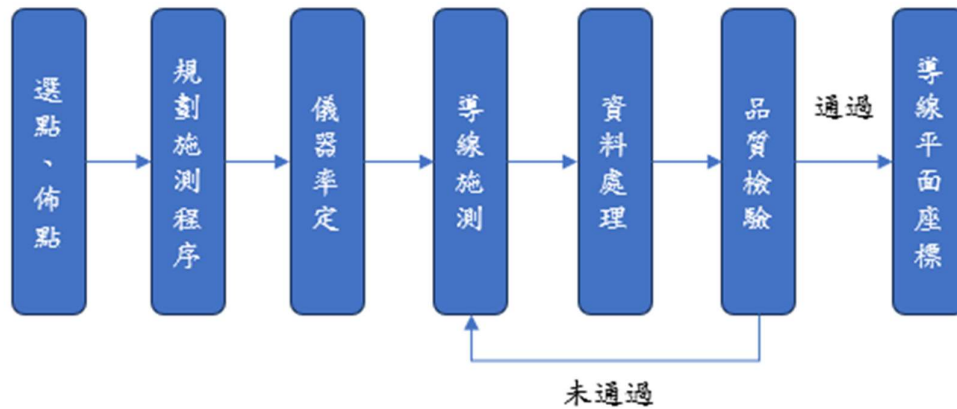 選點、佈點
規劃施測程序
儀器率定
導線施測
資料處理
品質檢驗
通過
導線平面座標
未通過